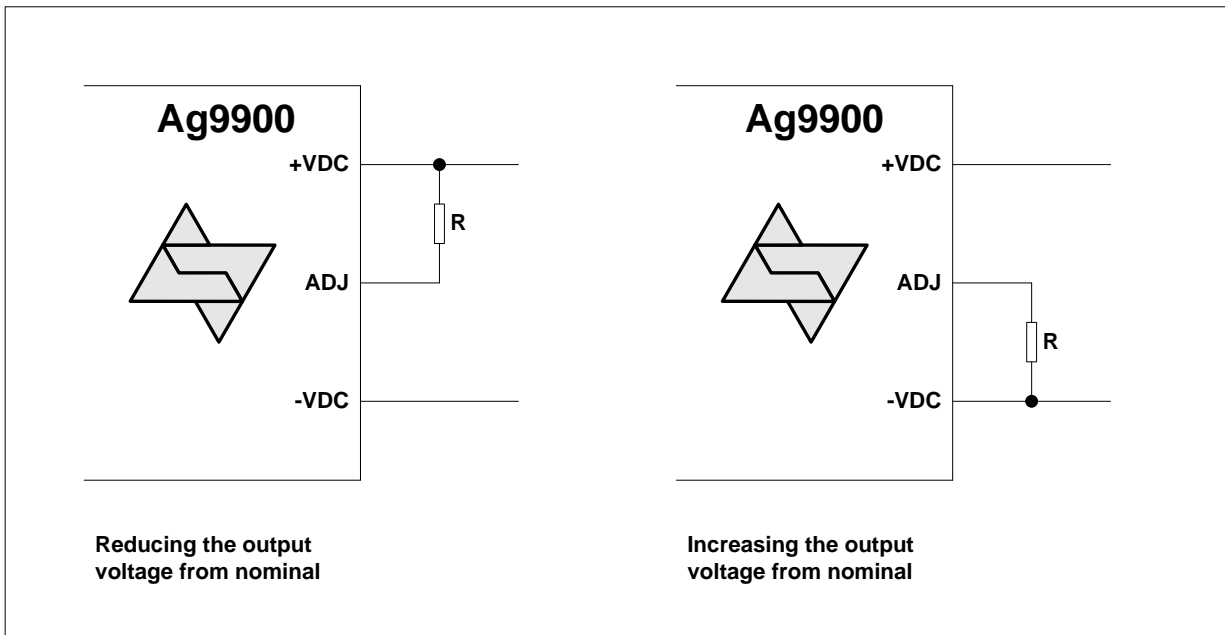 Ag9900
+VDC
R
ADJ
-VDC
Reducing the output
voltage from nominal
Ag9900
+VDC
ADJ
R
-VDC
Increasing the output
voltage from nominal